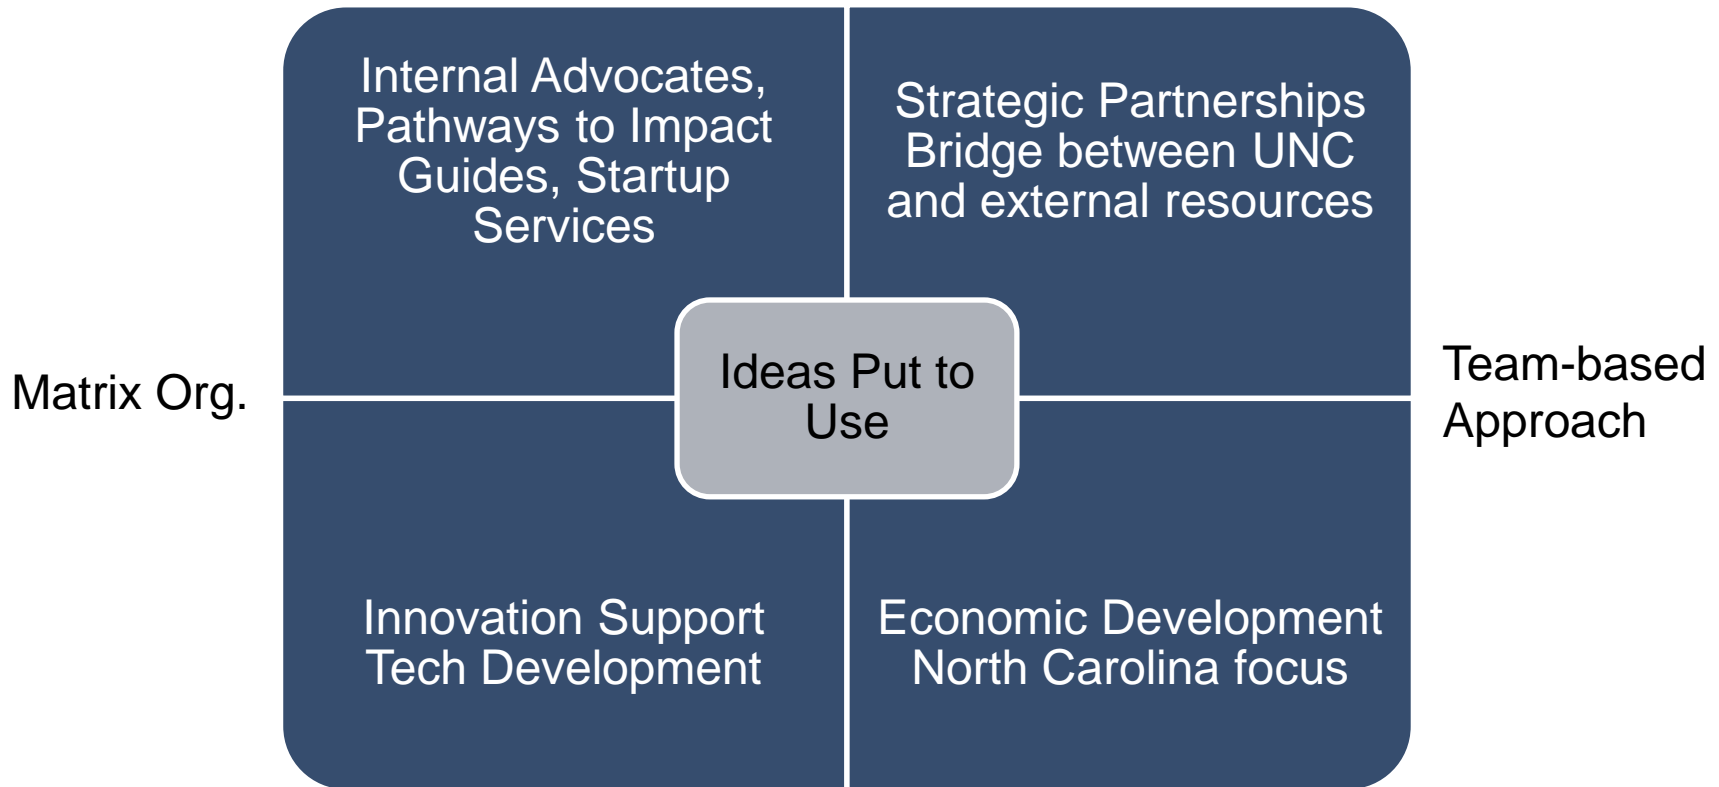 Internal Advocates,
Pathways to Impact
Guides, Startup
Services
Strategic Partnerships
Bridge between UNC
and external resources
Matrix Org.
Ideas Put to
Use
Team-based
Approach
Innovation Support
Tech Development
Economic Development
North Carolina focus